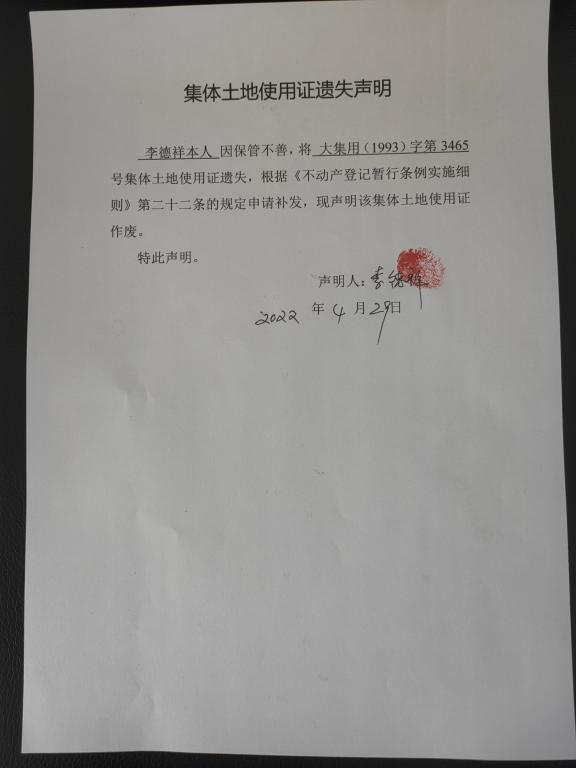 集体土地使用证遗失声明
李德祥本人 因保管不善，将 大集用（1993）字第 3465
号集体土地使用证遗失，根据《不动产登记暂行条例实施细
则》第二十二条的规定申请补发，现声明该集体土地使用证
作废。
特此声明。
声明人：李德祥
2022 年 4 月 29日